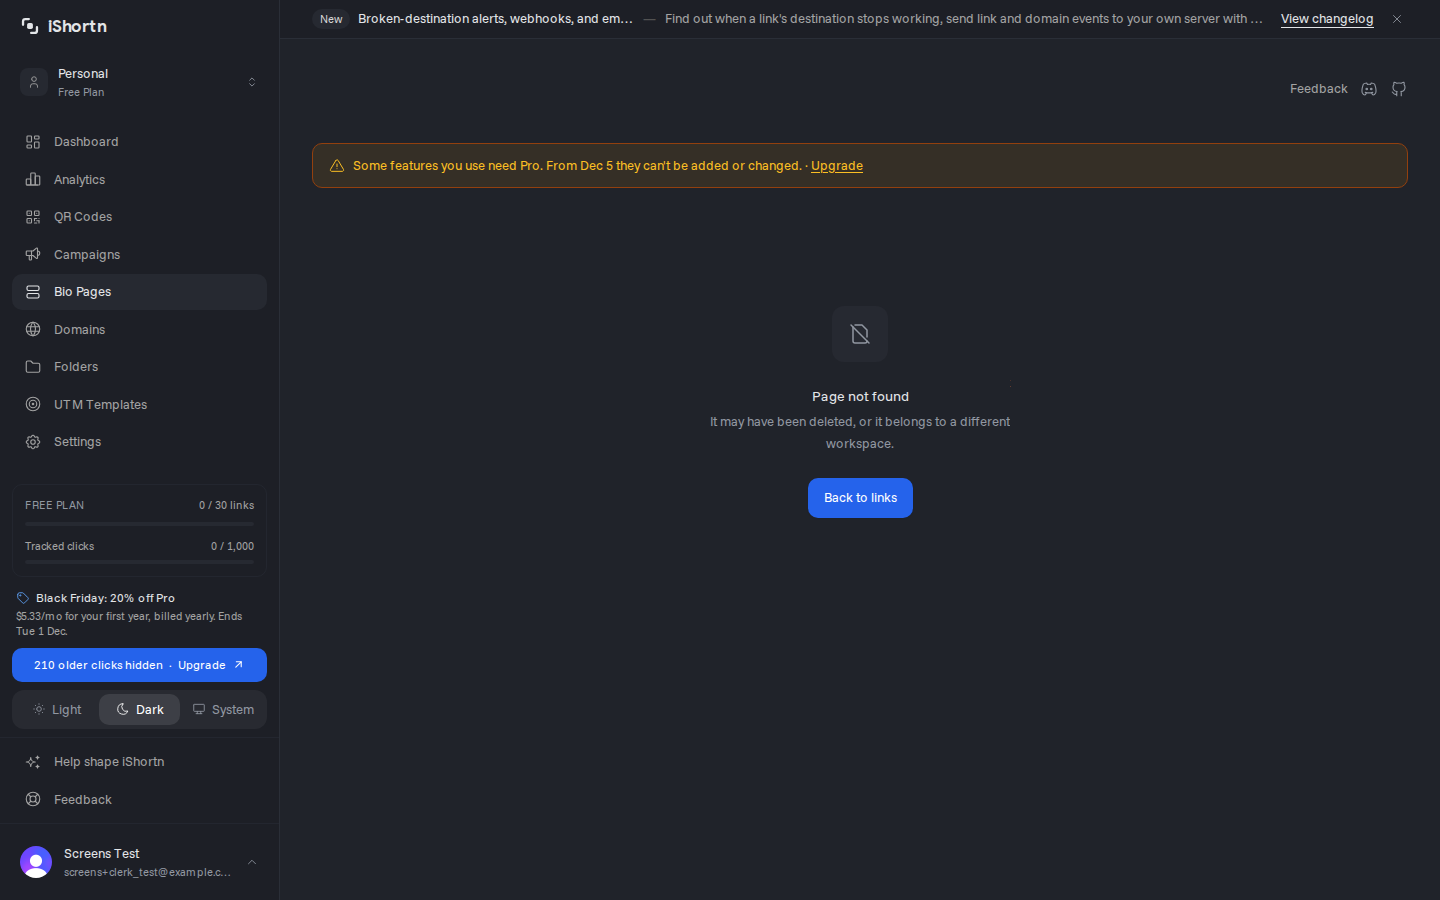 iShortn
Personal
Free Plan
Dashboard
Analytics
QR Codes
Campaigns
Bio Pages
Domains
Folders
UTM Templates
Settings
FREE PLAN 0 / 30 links
Tracked clicks 0 / 1,000
Black Friday: 20% off Pro
$5.33/mo for your first year, billed yearly. Ends
Tue 1 Dec.
210 older clicks hidden · Upgrade
Light Dark System
Help shape iShortn
Feedback
Screens Test
screens+clerk_test@example.c...
New Broken-destination alerts, webhooks, and em... — Find out when a link's destination stops working, send link and domain events to your own server with ... View changelog
Feedback
Some features you use need Pro. From Dec 5 they can't be added or changed. · Upgrade
Page not found
It may have been deleted, or it belongs to a different
workspace.
Back to links